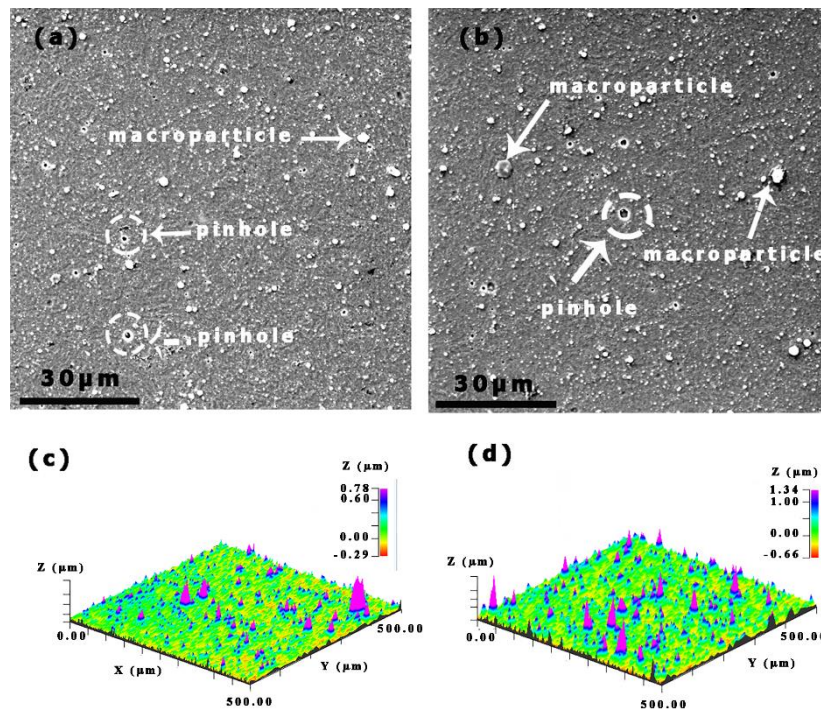 (a)
macroparticle
pinhole
pinhole
30µm
(b)
macroparticle
macroparticle
pinhole
30µm
(c)
Z (µm)
0.78
0.60
0.00
-0.29
Z (µm)
0.00
X (µm)
500.00
Y (µm)
500.00
(d)
Z (µm)
1.34
1.00
0.00
-0.66
Z (µm)
0.00
X (µm)
500.00
Y (µm)
500.00